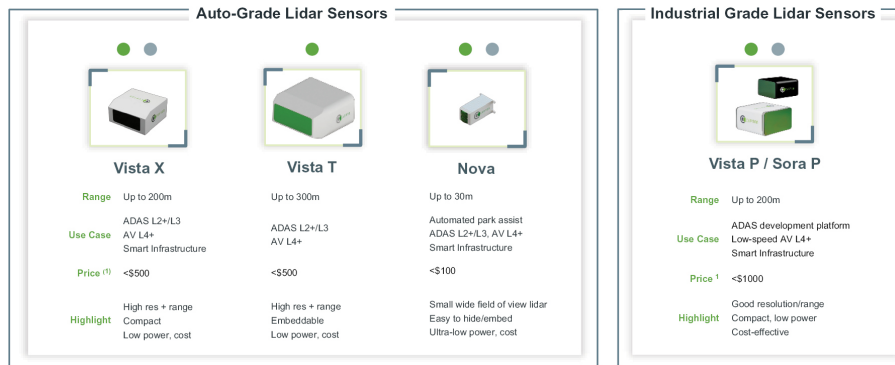 Auto-Grade Lidar Sensors
Vista X
Vista T
Nova
Range Up to 200m Up to 300m Up to 30m
Use Case
ADAS L2+/L3
AV L4+
Smart Infrastructure
ADAS L2+/L3
AV L4+
Automated park assist
ADAS L2+/L3, AV L4+
Smart Infrastructure
Price (1) <$500 <$500 <$100
Highlight
High res + range
Compact
Low power, cost
High res + range
Embeddable
Low power, cost
Small wide field of view lidar
Easy to hide/embed
Ultra-low power, cost
Industrial Grade Lidar Sensors
Vista P / Sora P
Range Up to 200m
Use Case
ADAS development platform
Low-speed AV L4+
Smart Infrastructure
Price 1 <$1000
Highlight
Good resolution/range
Compact, low power
Cost-effective